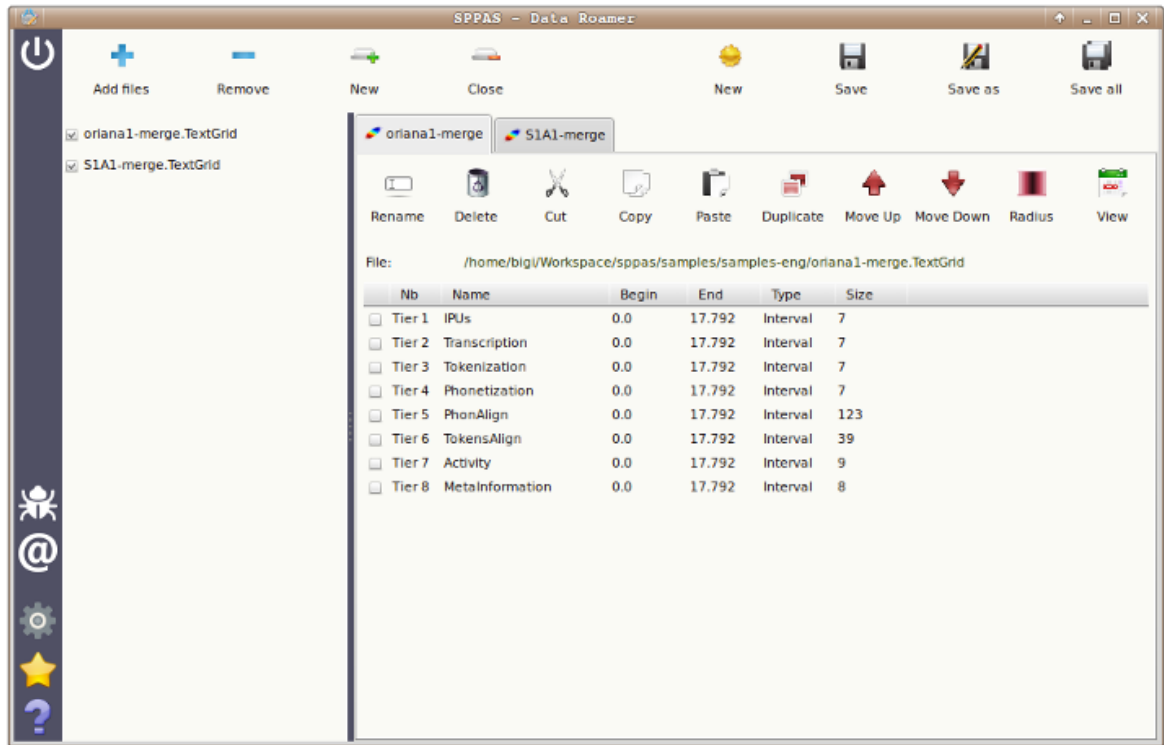 SPPAS - Data Roamer
Add files Remove New Close New Save Save as Save all
oriana1-merge.TextGrid
S1A1-merge.TextGrid
oriana1-merge S1A1-merge
Rename Delete Cut Copy Paste Duplicate Move Up Move Down Radius View
File: /home/bigi/Workspace/sppas/samples/samples-eng/oriana1-merge.TextGrid
Nb Name Begin End Type Size
Tier 1 IPUs 0.0 17.792 Interval 7
Tier 2 Transcription 0.0 17.792 Interval 7
Tier 3 Tokenization 0.0 17.792 Interval 7
Tier 4 Phonetization 0.0 17.792 Interval 7
Tier 5 PhonAlign 0.0 17.792 Interval 123
Tier 6 TokensAlign 0.0 17.792 Interval 39
Tier 7 Activity 0.0 17.792 Interval 9
Tier 8 MetaInformation 0.0 17.792 Interval 8
@
?